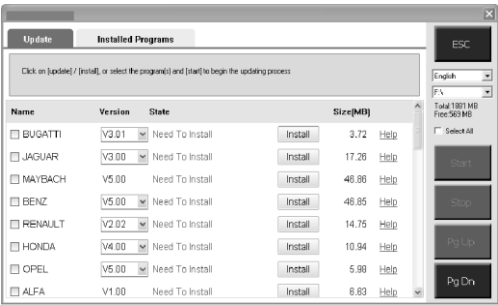 Update
Installed Programs
ESC
Click on [update] / [install], or select the program(s) and [start] to begin the updating process
English
F:\
Total:1881 MB
Free:569 MB
Select All
Name Version State Size(MB)
BUGATTI V3.01 Need To Install Install 3.72 Help
JAGUAR V3.00 Need To Install Install 17.26 Help
MAYBACH V5.00 Need To Install Install 46.86 Help
BENZ V5.00 Need To Install Install 46.85 Help
RENAULT V2.02 Need To Install Install 14.75 Help
HONDA V4.00 Need To Install Install 10.94 Help
OPEL V5.00 Need To Install Install 5.98 Help
ALFA V1.00 Need To Install Install 6.63 Help
Start
Stop
Pg Up
Pg Dn